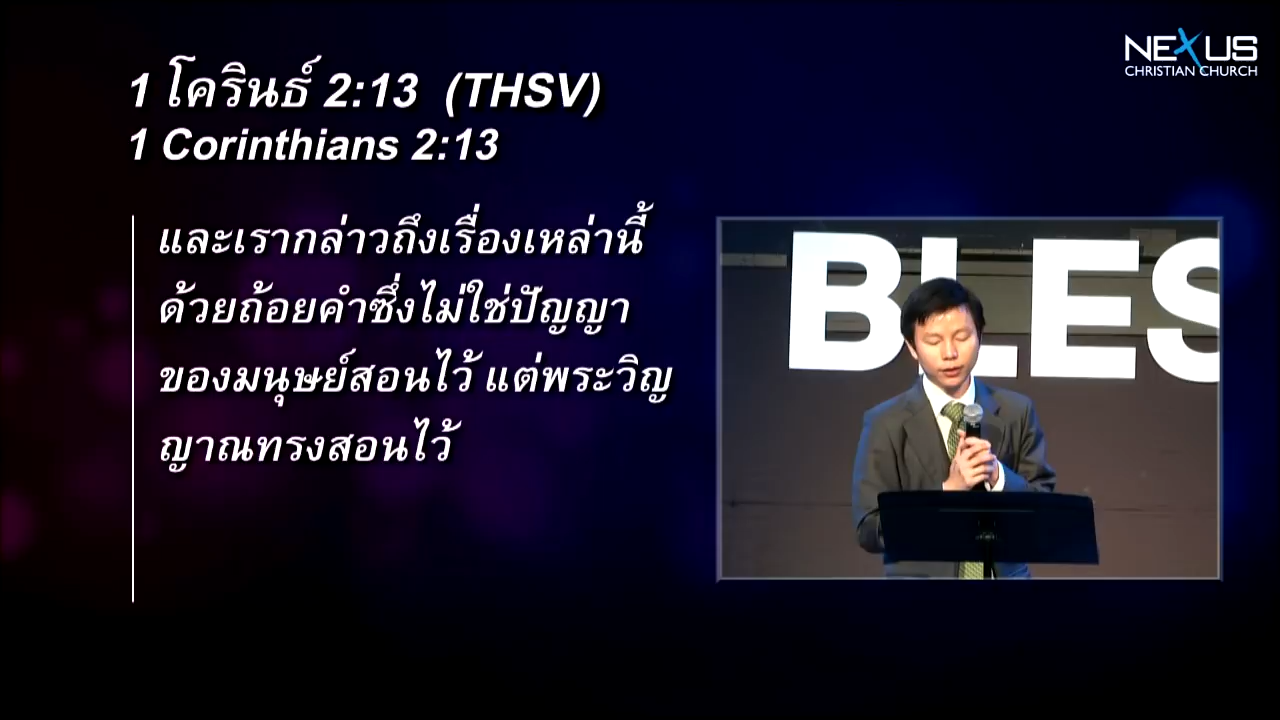 1 โครินธ์ 2:13 (THSV)
1 Corinthians 2:13
และเรากล่าวถึงเรื่องเหล่านี้
ด้วยถ้อยคำซึ่งไม่ใช่ปัญญา
ของมนุษย์สอนไว้ แต่พระวิญ
ญาณทรงสอนไว้
NEXUS
CHRISTIAN CHURCH
BLES